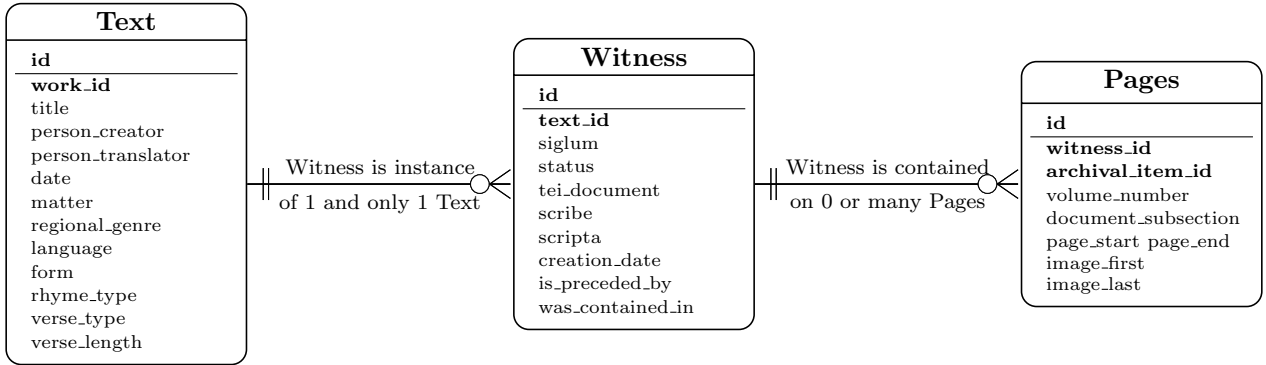 Text
id
work_id
title
person_creator
person_translator
date
matter
regional_genre
language
form
rhyme_type
verse_type
verse_length
Witness is instance
of 1 and only 1 Text
Witness
id
text_id
siglum
status
tei_document
scribe
scripta
creation_date
is_preceded_by
was_contained_in
Witness is contained
on 0 or many Pages
Pages
id
witness_id
archival_item_id
volume_number
document_subsection
page_start page_end
image_first
image_last